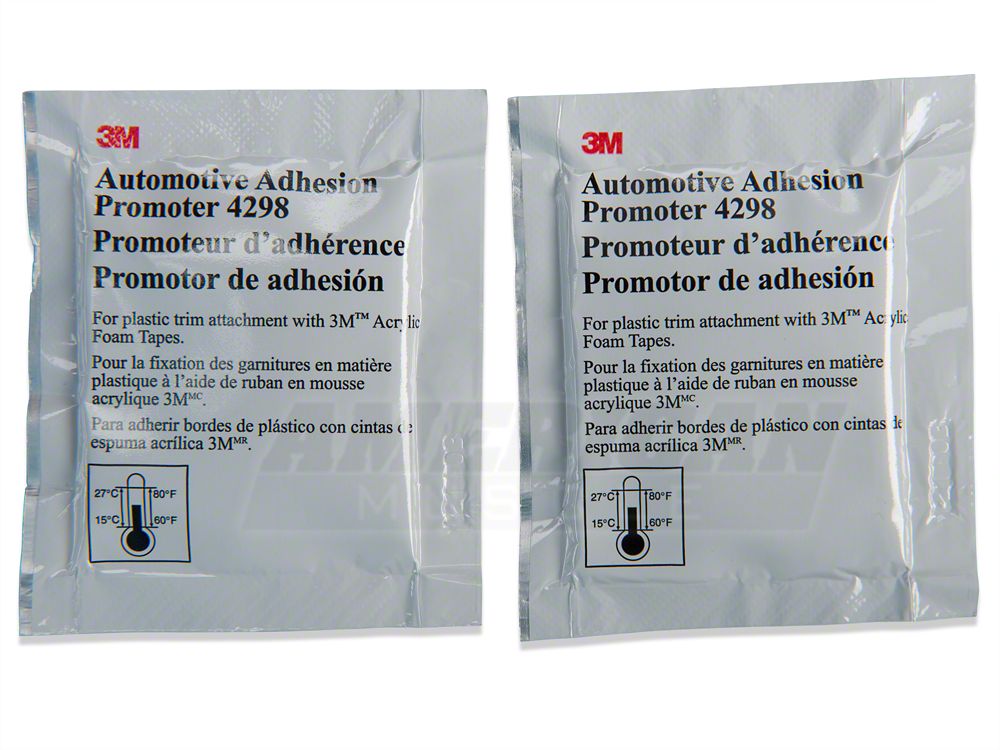 3M
Automotive Adhesion
Promoter 4298
Promoteur d'adhérence
Promotor de adhesión
For plastic trim attachment with 3M™ Acrylic
Foam Tapes.
Pour la fixation des garnitures en matière
plastique à l'aide de ruban en mousse
acrylique 3Mᴹᶜ.
Para adherir bordes de plástico con cintas de
espuma acrílica 3Mᴹᴿ.
27°C 80°F
15°C 60°F
3M
Automotive Adhesion
Promoter 4298
Promoteur d'adhérence
Promotor de adhesión
For plastic trim attachment with 3M™ Acrylic
Foam Tapes.
Pour la fixation des garnitures en matière
plastique à l'aide de ruban en mousse
acrylique 3Mᴹᶜ.
Para adherir bordes de plástico con cintas de
espuma acrílica 3Mᴹᴿ.
27°C 80°F
15°C 60°F
AMERICAN
MUSCLE